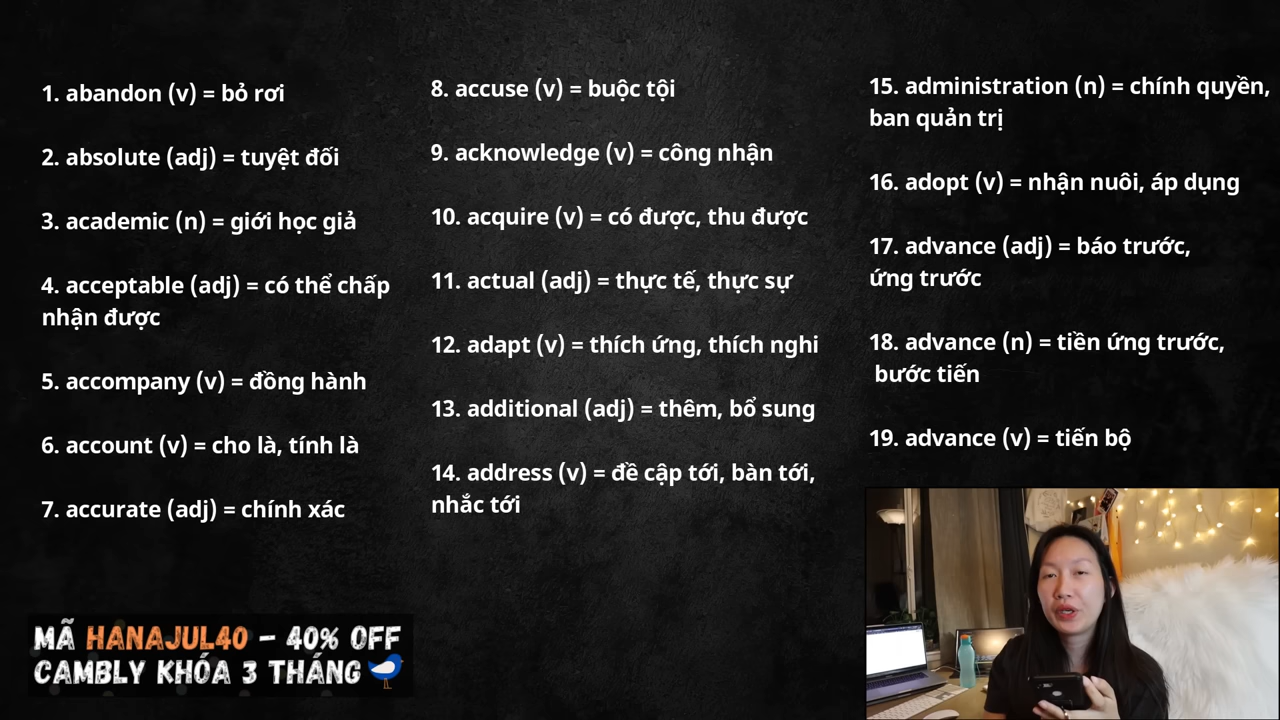 1. abandon (v) = bỏ rơi
2. absolute (adj) = tuyệt đối
3. academic (n) = giới học giả
4. acceptable (adj) = có thể chấp
nhận được
5. accompany (v) = đồng hành
6. account (v) = cho là, tính là
7. accurate (adj) = chính xác
8. accuse (v) = buộc tội
9. acknowledge (v) = công nhận
10. acquire (v) = có được, thu được
11. actual (adj) = thực tế, thực sự
12. adapt (v) = thích ứng, thích nghi
13. additional (adj) = thêm, bổ sung
14. address (v) = đề cập tới, bàn tới,
nhắc tới
15. administration (n) = chính quyền,
ban quản trị
16. adopt (v) = nhận nuôi, áp dụng
17. advance (adj) = báo trước,
ứng trước
18. advance (n) = tiền ứng trước,
bước tiến
19. advance (v) = tiến bộ
MÃ HANAJUL40 – 40% OFF
CAMBLY KHÓA 3 THÁNG